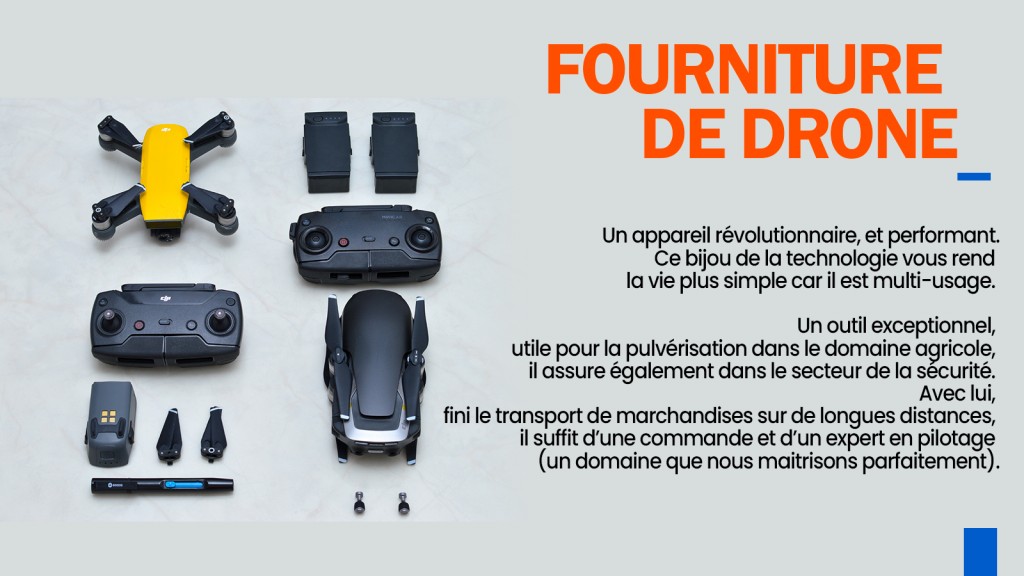 FOURNITURE
DE DRONE
Un appareil révolutionnaire, et performant.
Ce bijou de la technologie vous rend
la vie plus simple car il est multi-usage.
Un outil exceptionnel,
utile pour la pulvérisation dans le domaine agricole,
il assure également dans le secteur de la sécurité.
Avec lui,
fini le transport de marchandises sur de longues distances,
il suffit d'une commande et d'un expert en pilotage
(un domaine que nous maitrisons parfaitement).
dji